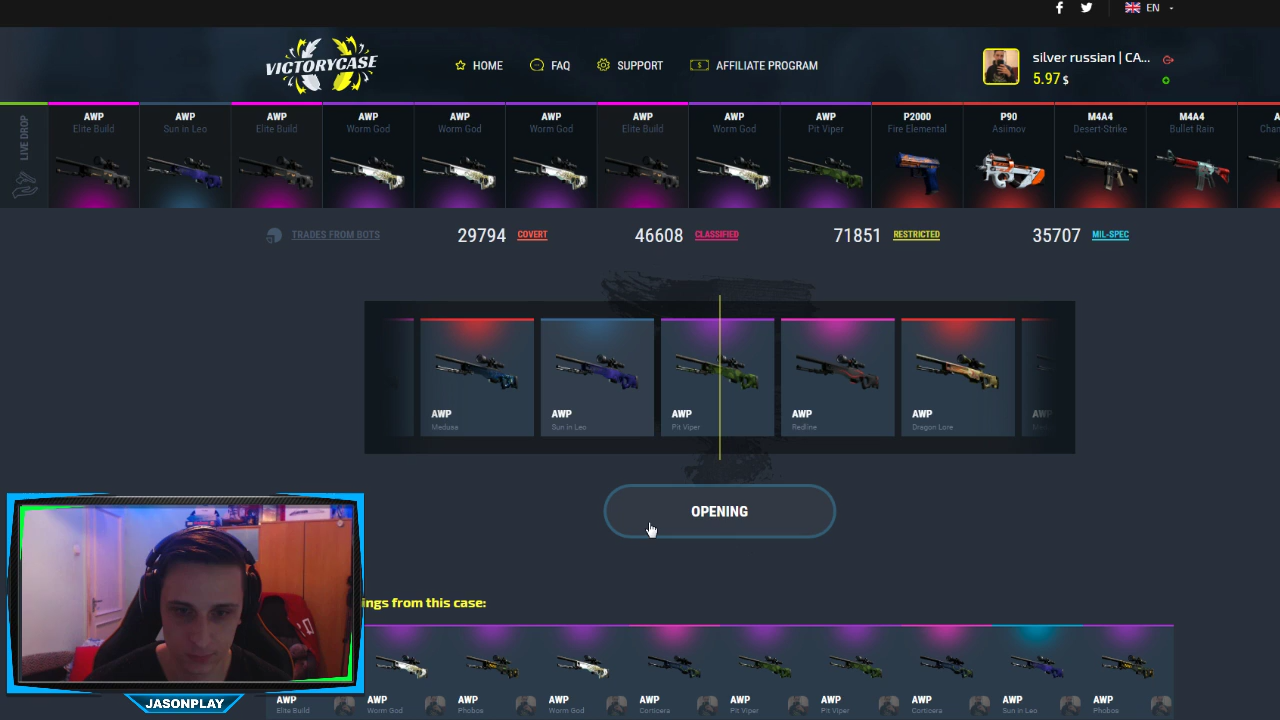 EN
VICTORYCASE
HOME
FAQ
SUPPORT
AFFILIATE PROGRAM
silver russian | CA...
5.97 $
LIVE DROP
AWP
Elite Build
AWP
Sun in Leo
AWP
Elite Build
AWP
Worm God
AWP
Worm God
AWP
Worm God
AWP
Elite Build
AWP
Worm God
AWP
Pit Viper
P2000
Fire Elemental
P90
Asiimov
M4A4
Desert-Strike
M4A4
Bullet Rain
TRADES FROM BOTS
29794 COVERT
46608 CLASSIFIED
71851 RESTRICTED
35707 MIL-SPEC
AWP
Medusa
AWP
Sun in Leo
AWP
Pit Viper
AWP
Redline
AWP
Dragon Lore
OPENING
ings from this case:
AWP
Elite Build
AWP
Worm God
AWP
Phobos
AWP
Worm God
AWP
Corticera
AWP
Pit Viper
AWP
Pit Viper
AWP
Corticera
AWP
Sun in Leo
AWP
Phobos
JASONPLAY